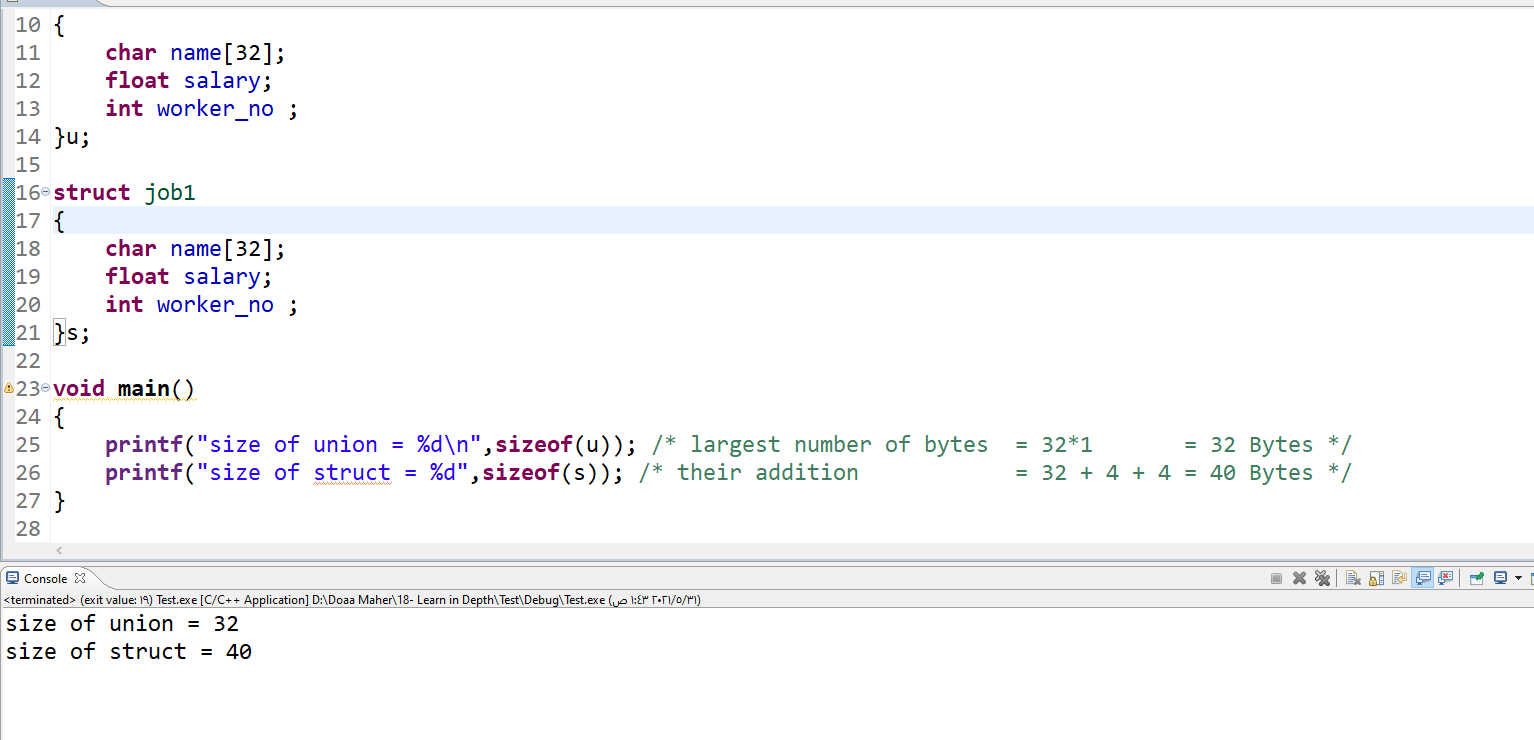 10 {
11     char name[32];
12     float salary;
13     int worker_no ;
14 }u;
15
16 struct job1
17 {
18     char name[32];
19     float salary;
20     int worker_no ;
21 }s;
22
23 void main()
24 {
25     printf("size of union = %d\n",sizeof(u)); /* largest number of bytes  = 32*1       = 32 Bytes */
26     printf("size of struct = %d",sizeof(s)); /* their addition            = 32 + 4 + 4 = 40 Bytes */
27 }
28
Console
<terminated> (exit value: ١٩) Test.exe [C/C++ Application] D:\Doaa Maher\18- Learn in Depth\Test\Debug\Test.exe (٣١/٥/٢٠٢١ ١:٤٣ ص)
size of union = 32
size of struct = 40